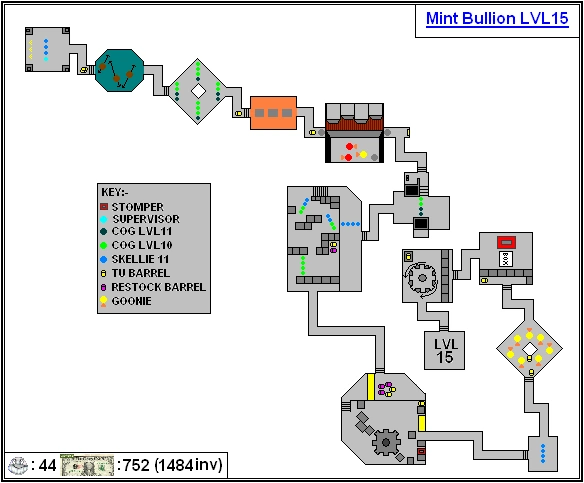 Mint Bullion LVL15
KEY:-
STOMPER
SUPERVISOR
COG LVL11
COG LVL10
SKELLIE 11
TU BARREL
RESTOCK BARREL
GOONIE
BOX
LVL
15
: 44 :752 (1484inv)